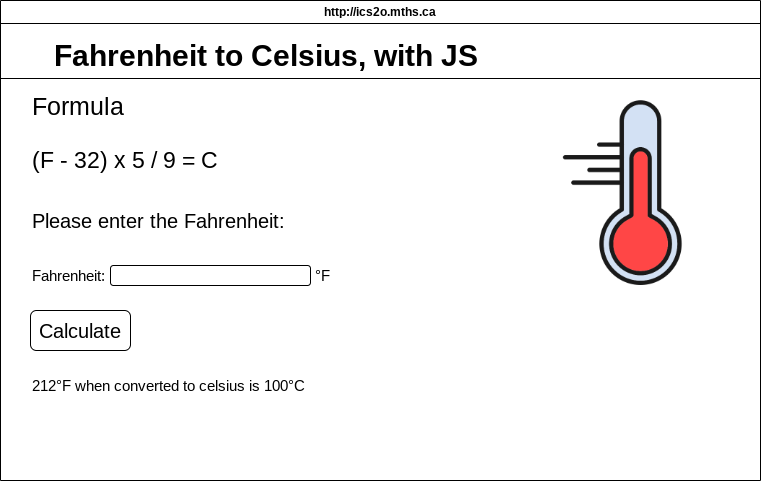 http://ics2o.mths.ca
Fahrenheit to Celsius, with JS
Formula
(F - 32) x 5 / 9 = C
Please enter the Fahrenheit:
Fahrenheit: °F
Calculate
212°F when converted to celsius is 100°C